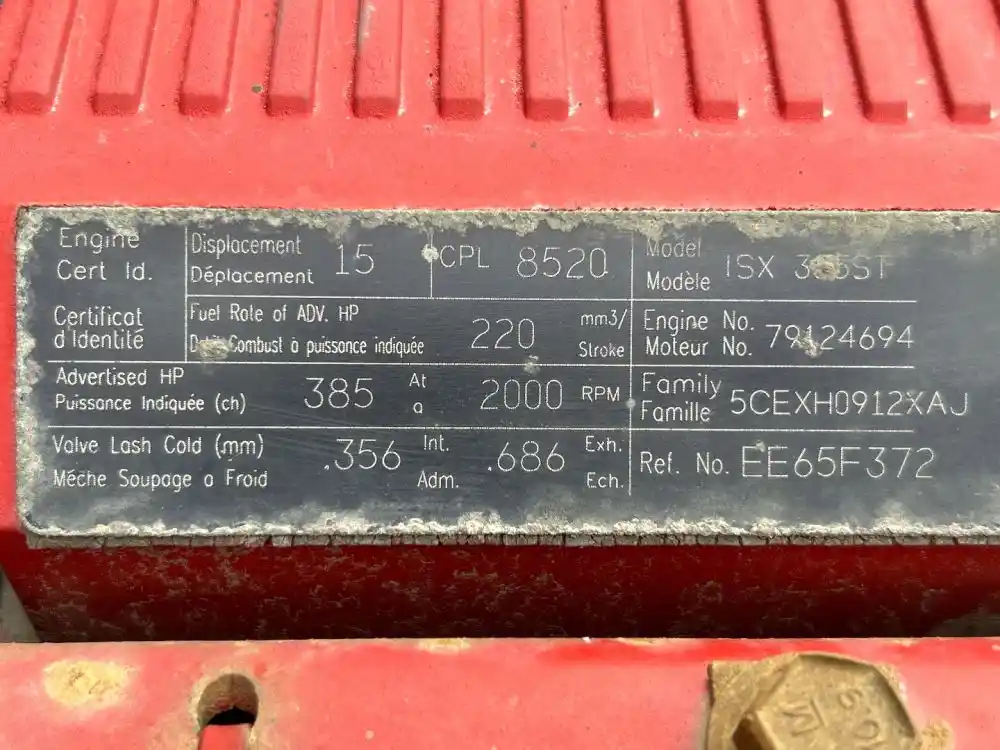 Engine
Cert Id.
Certificat
d'Identité
Displacement
Déplacement
15
CPL 8520
Model
Modèle
ISX
Fuel Rate of ADV. HP
Combust à puissance indiquée
220
mm3/
Stroke
Engine No.
Moteur No.
79124694
Advertised HP
Puissance Indiquée (ch)
385
At
a
2000
RPM
Family
Famille
5CEXH0912XAJ
Valve Lash Cold (mm)
Méche Soupage a Froid
.356
Int.
Adm.
.686
Exh.
Ech.
Ref. No. EE65F372